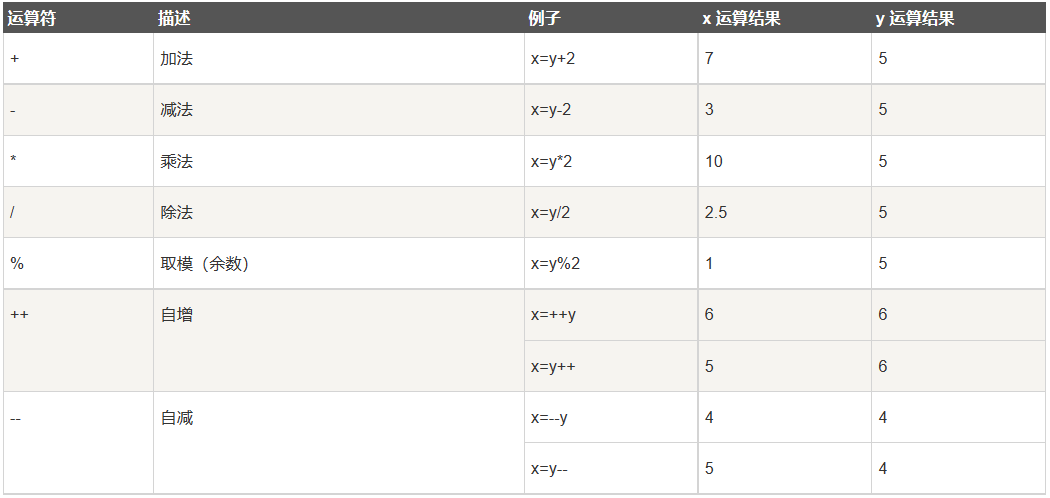 运算符 描述 例子 x 运算结果 y 运算结果
+ 加法 x=y+2 7 5
- 减法 x=y-2 3 5
* 乘法 x=y*2 10 5
/ 除法 x=y/2 2.5 5
% 取模（余数） x=y%2 1 5
++ 自增 x=++y 6 6
x=y++ 5 6
-- 自减 x=--y 4 4
x=y-- 5 4